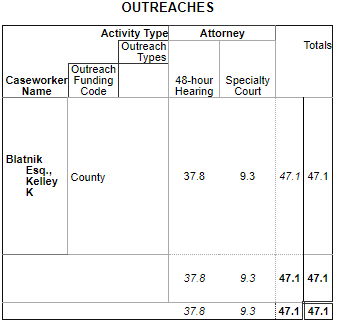 OUTREACHES
Activity Type Attorney
Outreach Types Totals
Caseworker Name Outreach Funding Code 48-hour Hearing Specialty Court
Blatnik Esq., Kelley K County 37.8 9.3 47.1 47.1
37.8 9.3 47.1 47.1
37.8 9.3 47.1 47.1